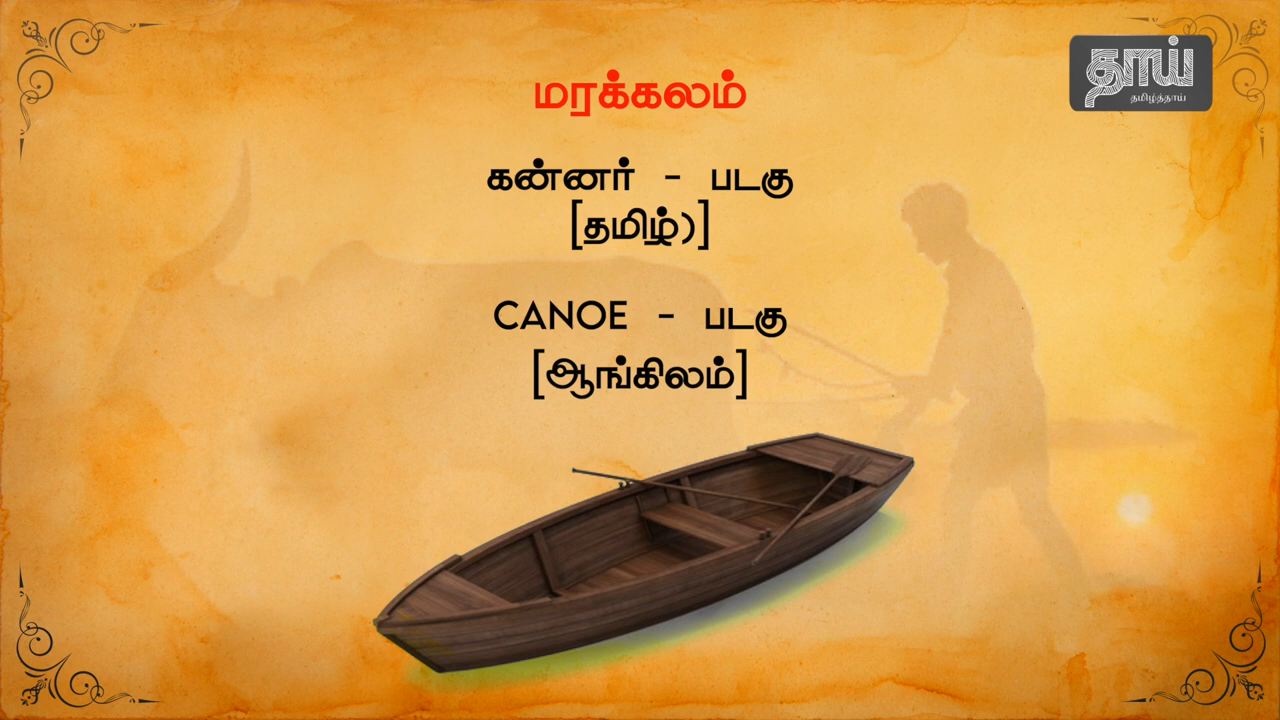 மரக்கலம்
தாய்
தமிழ்த்தாய்
கன்னர் - படகு
[தமிழ்)]
CANOE - படகு
[ஆங்கிலம்]